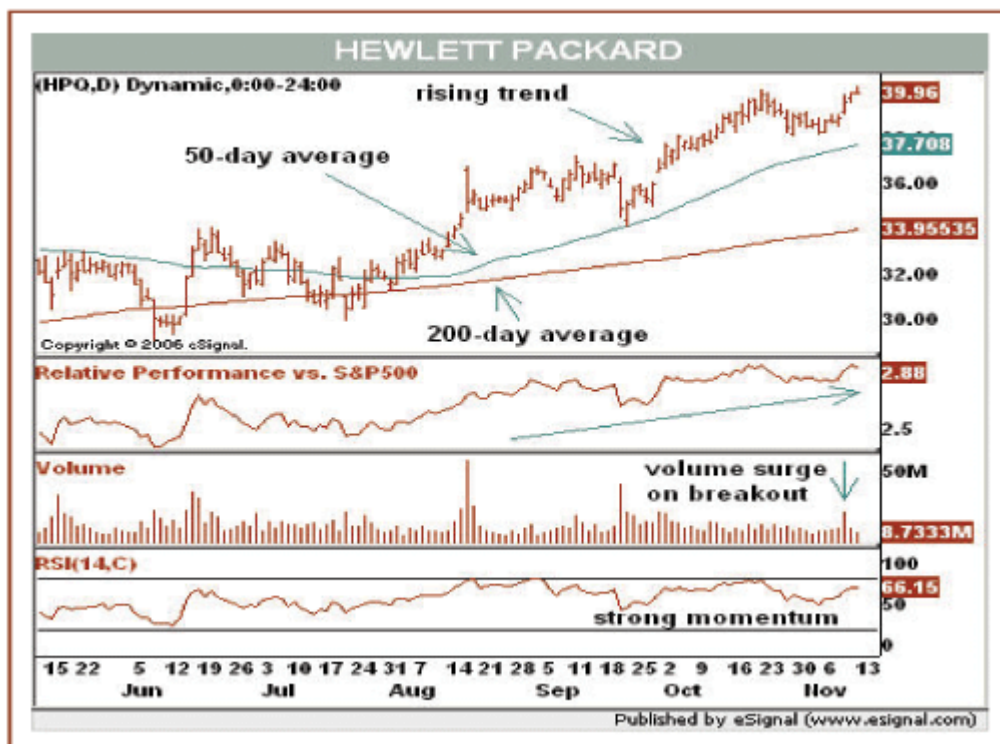 HEWLETT PACKARD
(HPQ,D) Dynamic,0:00-24:00
rising trend
39.96
50-day average
37.708
36.00
33.95535
32.00
200-day average
30.00
Copyright © 2006 eSignal.
Relative Performance vs. S&P500
2.88
2.5
Volume
volume surge
on breakout
50M
8.7333M
RSI(14,C)
100
66.15
50
strong momentum
0
15 22 5 12 19 26 3 10 17 24 31 7 14 21 28 5 11 18 25 2 9 16 23 30 6 13
Jun Jul Aug Sep Oct Nov
Published by eSignal (www.esignal.com)